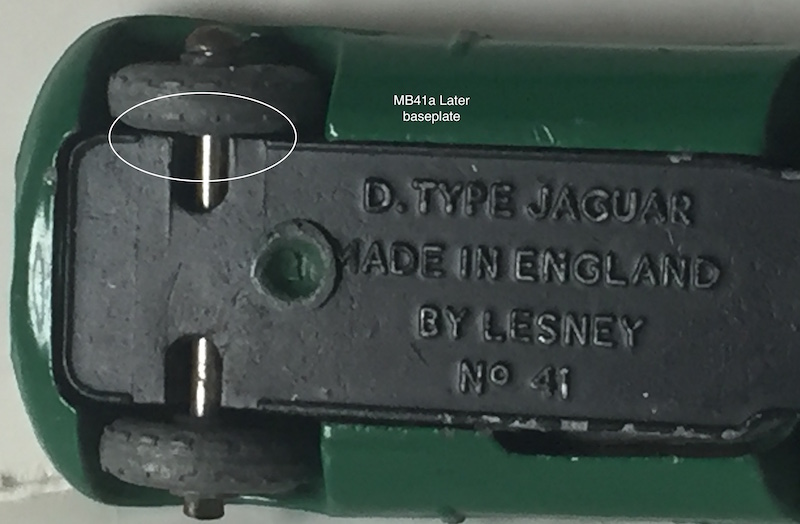 MB41a Later
baseplate
D. TYPE JAGUAR
MADE IN ENGLAND
BY LESNEY
Nº 41